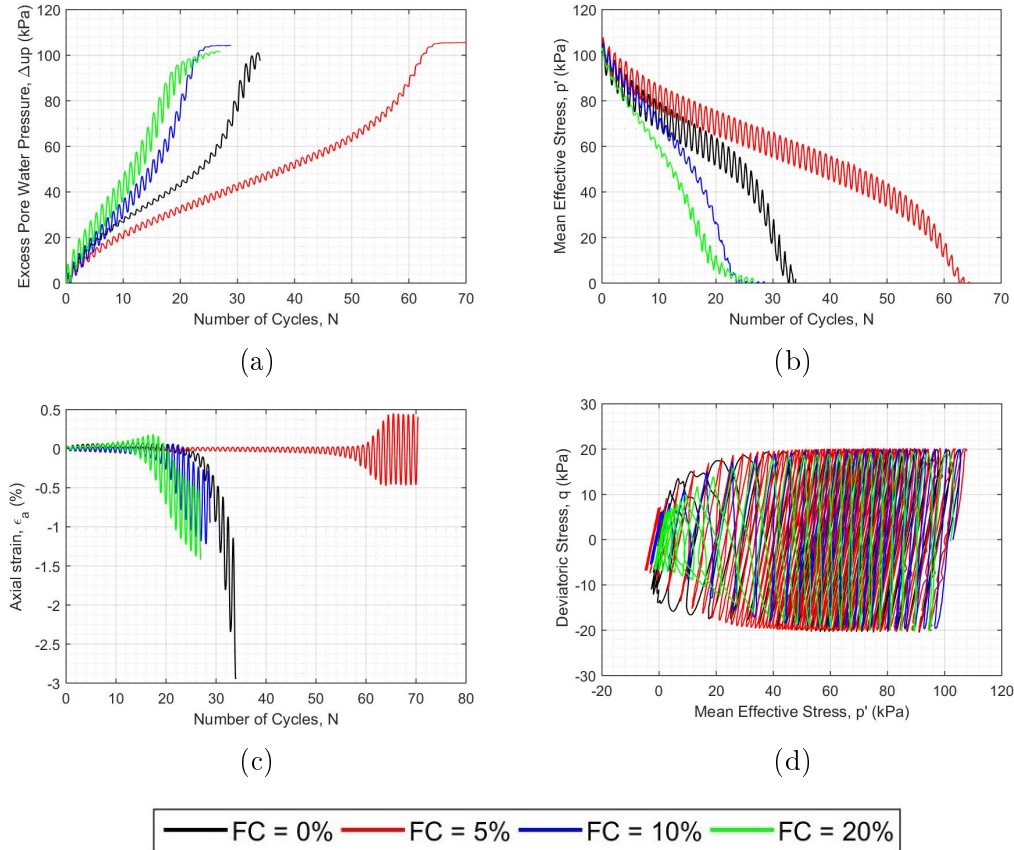 120
100
80
60
40
20
0
Excess Pore Water Pressure, Δup (kPa)
0 10 20 30 40 50 60 70
Number of Cycles, N
(a)
120
100
80
60
40
20
0
Mean Effective Stress, p' (kPa)
0 10 20 30 40 50 60 70
Number of Cycles, N
(b)
0.5
0
-0.5
-1
-1.5
-2
-2.5
-3
Axial strain, ϵa (%)
0 10 20 30 40 50 60 70 80
Number of Cycles, N
(c)
30
20
10
0
-10
-20
-30
Deviatoric Stress, q (kPa)
-20 0 20 40 60 80 100 120
Mean Effective Stress, p' (kPa)
(d)
FC = 0% FC = 5% FC = 10% FC = 20%